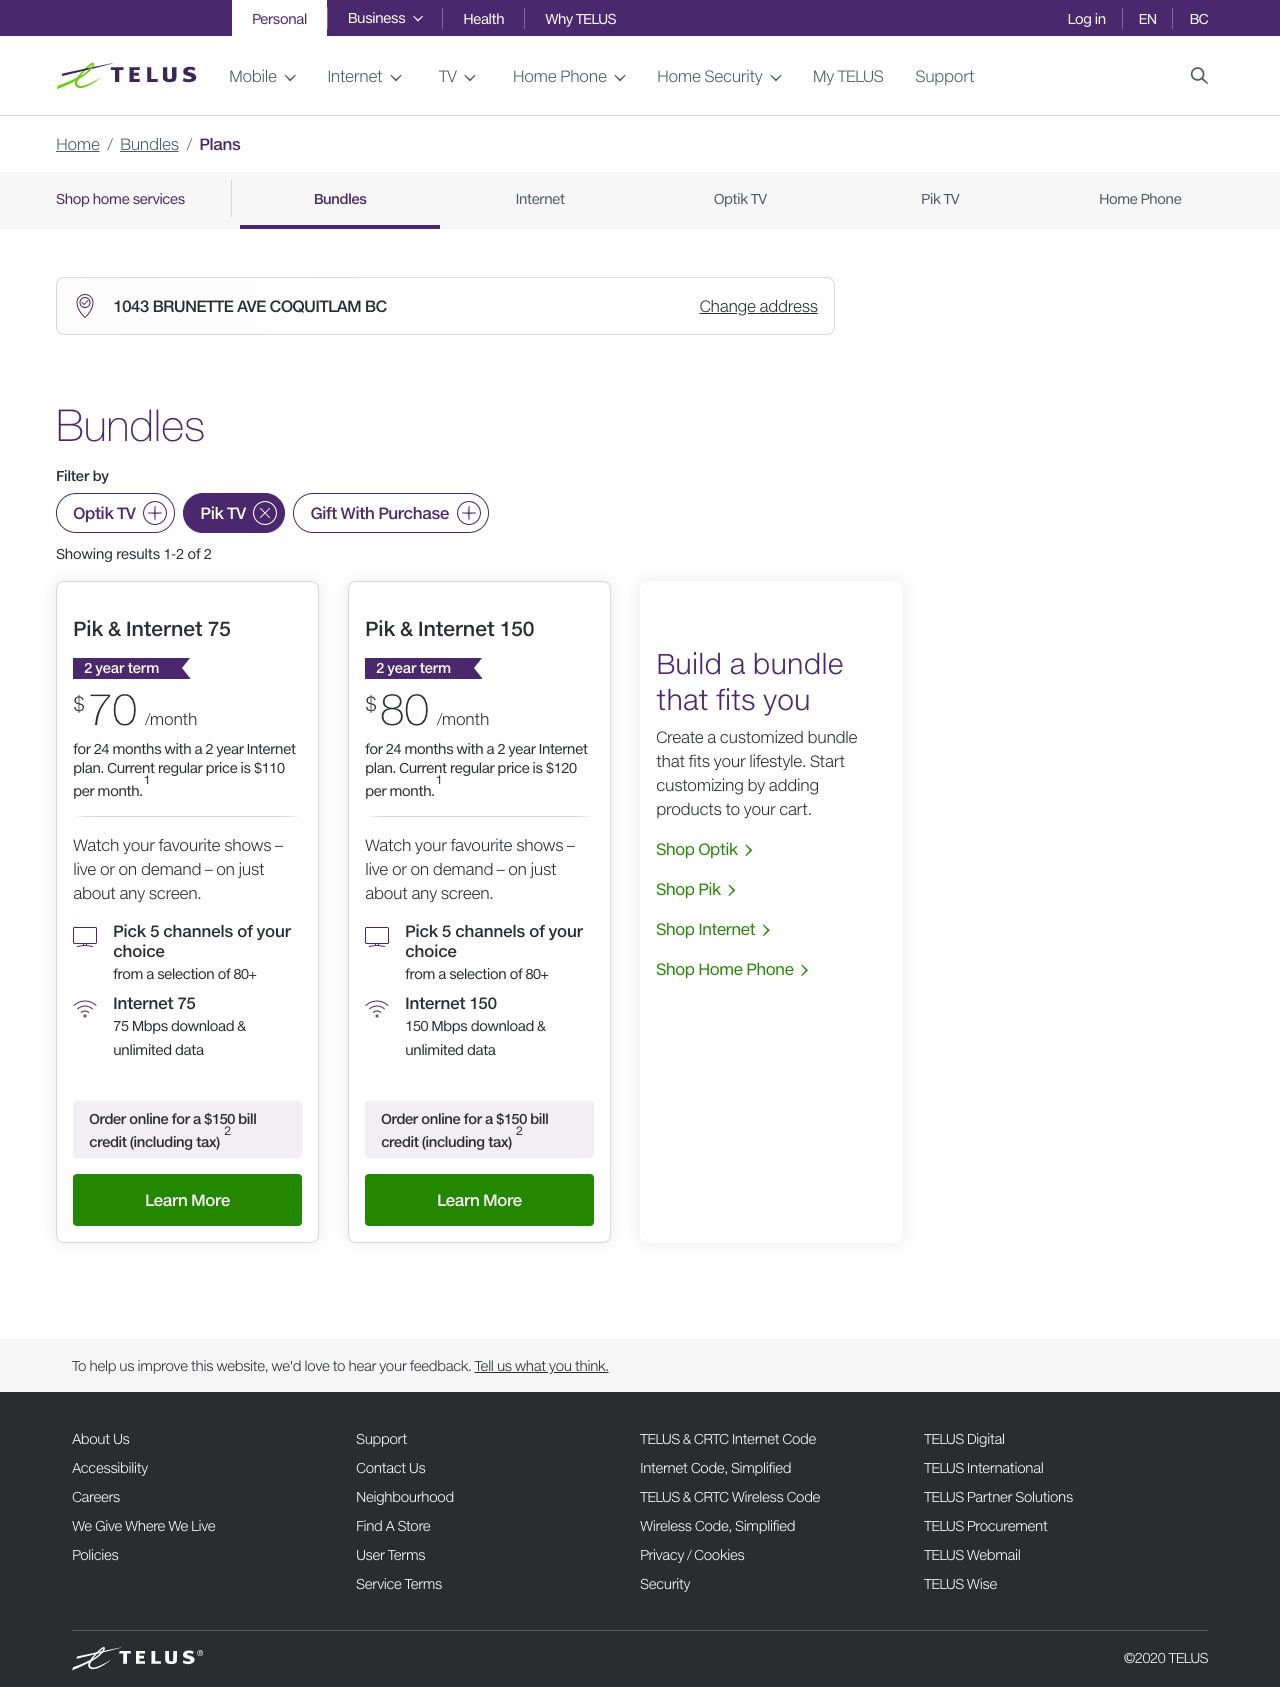 Personal
Business
Health
Why TELUS
Log in
EN
BC
TELUS
Mobile
Internet
TV
Home Phone
Home Security
My TELUS
Support
Home / Bundles / Plans
Shop home services
Bundles
Internet
Optik TV
Pik TV
Home Phone
1043 BRUNETTE AVE COQUITLAM BC
Change address
Bundles
Filter by
Optik TV
Pik TV
Gift With Purchase
Showing results 1-2 of 2
Pik & Internet 75
2 year term
$70 /month
for 24 months with a 2 year Internet
plan. Current regular price is $110
per month.1
Watch your favourite shows –
live or on demand – on just
about any screen.
Pick 5 channels of your
choice
from a selection of 80+
Internet 75
75 Mbps download &
unlimited data
Order online for a $150 bill
credit (including tax) 2
Learn More
Pik & Internet 150
2 year term
$80 /month
for 24 months with a 2 year Internet
plan. Current regular price is $120
per month.1
Watch your favourite shows –
live or on demand – on just
about any screen.
Pick 5 channels of your
choice
from a selection of 80+
Internet 150
150 Mbps download &
unlimited data
Order online for a $150 bill
credit (including tax) 2
Learn More
Build a bundle
that fits you
Create a customized bundle
that fits your lifestyle. Start
customizing by adding
products to your cart.
Shop Optik
Shop Pik
Shop Internet
Shop Home Phone
To help us improve this website, we'd love to hear your feedback. Tell us what you think.
About Us
Accessibility
Careers
We Give Where We Live
Policies
Support
Contact Us
Neighbourhood
Find A Store
User Terms
Service Terms
TELUS & CRTC Internet Code
Internet Code, Simplified
TELUS & CRTC Wireless Code
Wireless Code, Simplified
Privacy / Cookies
Security
TELUS Digital
TELUS International
TELUS Partner Solutions
TELUS Procurement
TELUS Webmail
TELUS Wise
TELUS®
©2020 TELUS